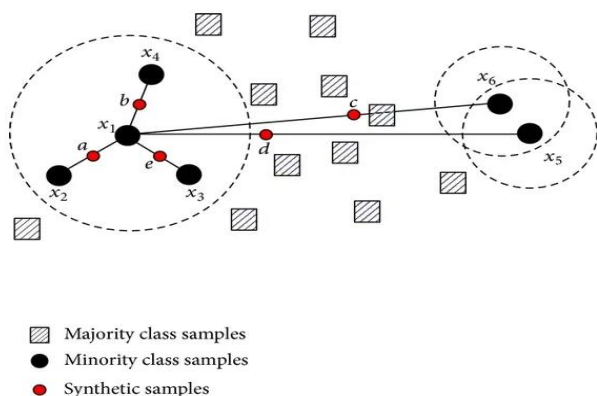 x4
x6
b
c
x1
a
e
d
x5
x2
x3
Majority class samples
Minority class samples
Synthetic samples